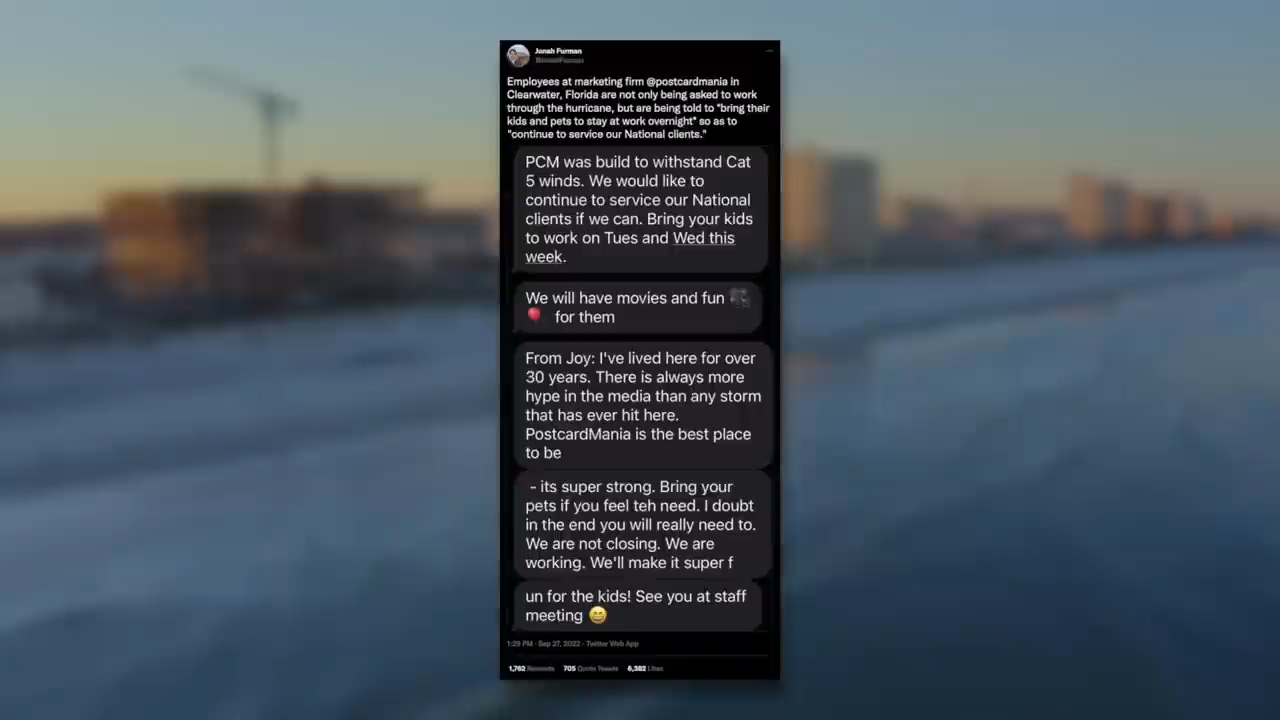 Jonah Furman
Employees at marketing firm @postcardmania in
Clearwater, Florida are not only being asked to work
through the hurricane, but are being told to "bring their
kids and pets to stay at work overnight" so as to
"continue to service our National clients."
PCM was build to withstand Cat
5 winds. We would like to
continue to service our National
clients if we can. Bring your kids
to work on Tues and Wed this
week.
We will have movies and fun
🎈 for them
From Joy: I've lived here for over
30 years. There is always more
hype in the media than any storm
that has ever hit here.
PostcardMania is the best place
to be
- its super strong. Bring your
pets if you feel teh need. I doubt
in the end you will really need to.
We are not closing. We are
working. We'll make it super f
un for the kids! See you at staff
meeting 😄
1:29 PM · Sep 27, 2022 · Twitter Web App
1,762 Retweets 705 Quote Tweets 6,382 Likes